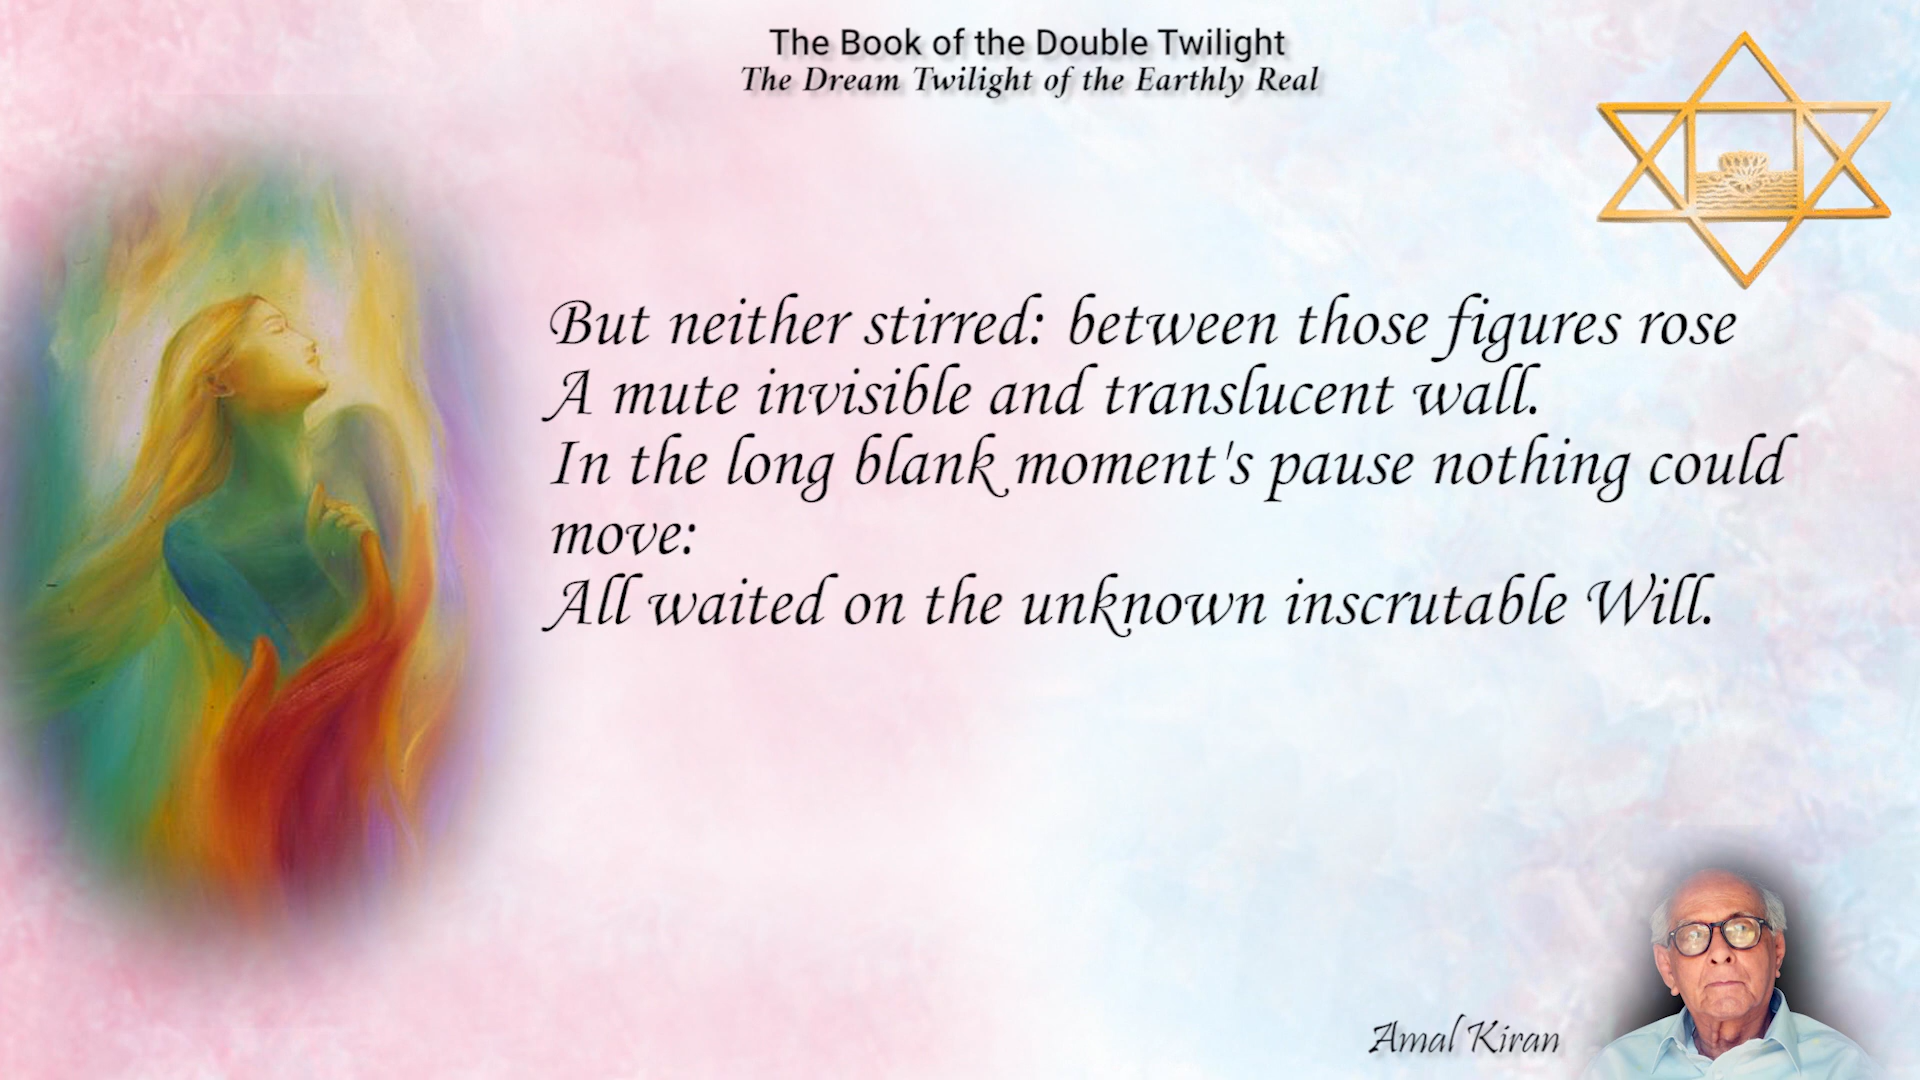 The Book of the Double Twilight
The Dream Twilight of the Earthly Real
But neither stirred: between those figures rose
A mute invisible and translucent wall.
In the long blank moment's pause nothing could
move:
All waited on the unknown inscrutable Will.
Amal Kiran